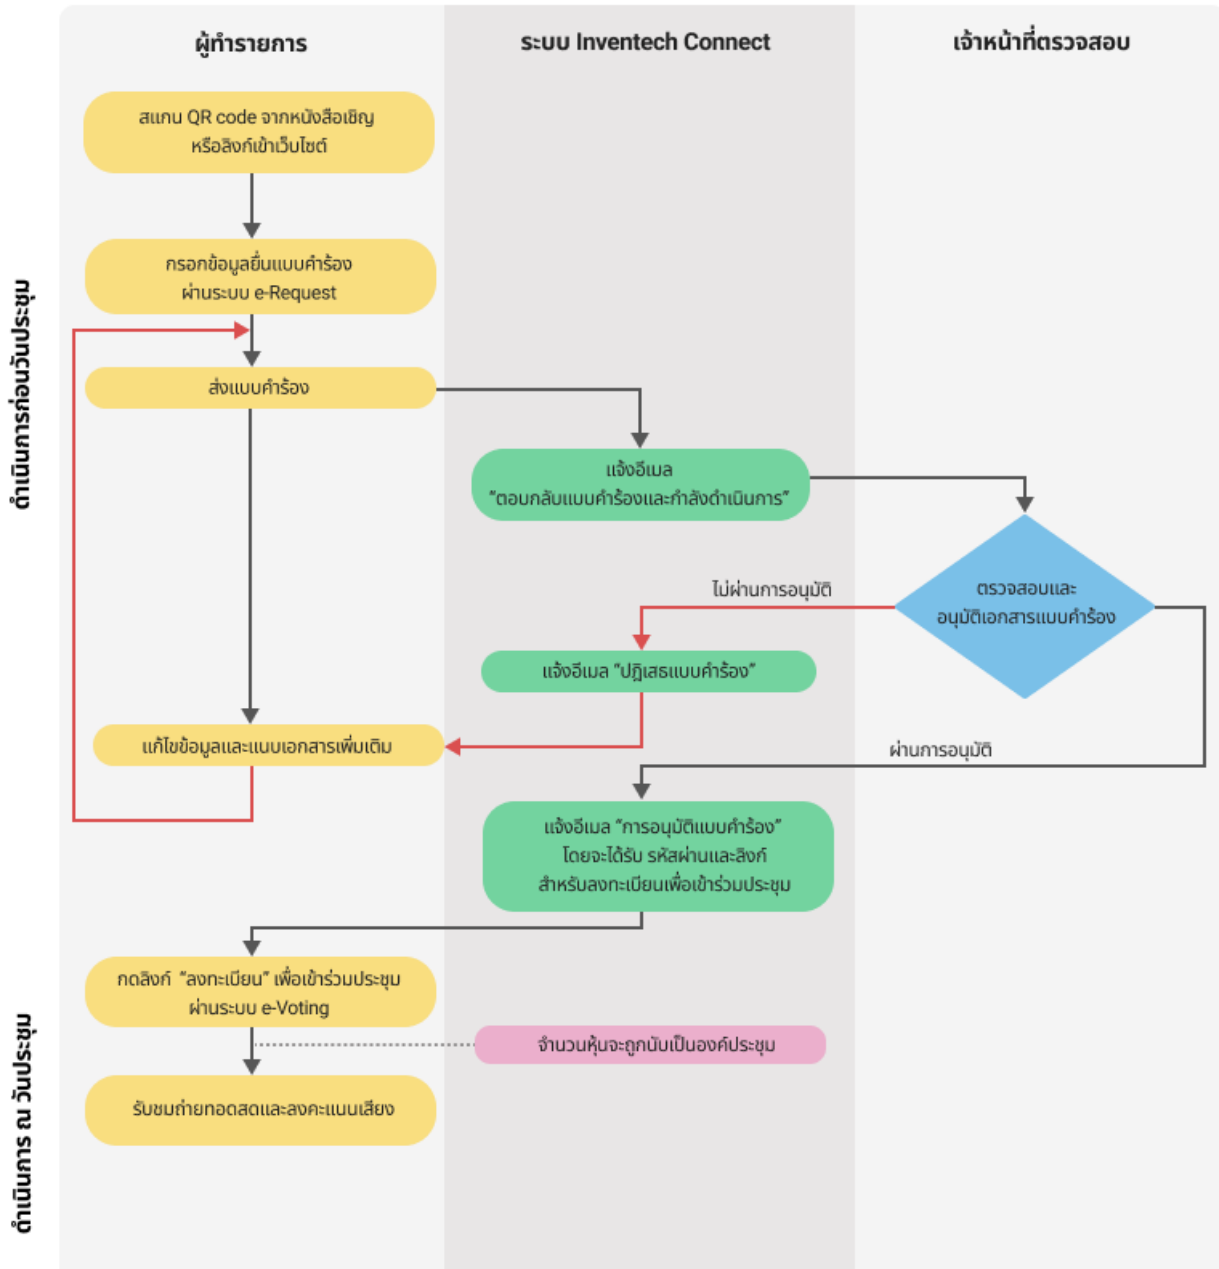 ผู้ทำรายการ
ระบบ Inventech Connect
เจ้าหน้าที่ตรวจสอบ
ดำเนินการก่อนวันประชุม
สแกน QR code จากหนังสือเชิญ
หรือลิงก์เข้าเว็บไซต์
กรอกข้อมูลยื่นแบบคำร้อง
ผ่านระบบ e-Request
ส่งแบบคำร้อง
แจ้งอีเมล
“ตอบกลับแบบคำร้องและกำลังดำเนินการ”
ตรวจสอบและ
อนุมัติเอกสารแบบคำร้อง
ไม่ผ่านการอนุมัติ
แจ้งอีเมล “ปฏิเสธแบบคำร้อง”
แก้ไขข้อมูลและแนบเอกสารเพิ่มเติม
ผ่านการอนุมัติ
แจ้งอีเมล “การอนุมัติแบบคำร้อง”
โดยจะได้รับ รหัสผ่านและลิงก์
สำหรับลงทะเบียนเพื่อเข้าร่วมประชุม
ดำเนินการ ณ วันประชุม
กดลิงก์ “ลงทะเบียน” เพื่อเข้าร่วมประชุม
ผ่านระบบ e-Voting
จำนวนหุ้นจะถูกนับเป็นองค์ประชุม
รับชมถ่ายทอดสดและลงคะแนนเสียง